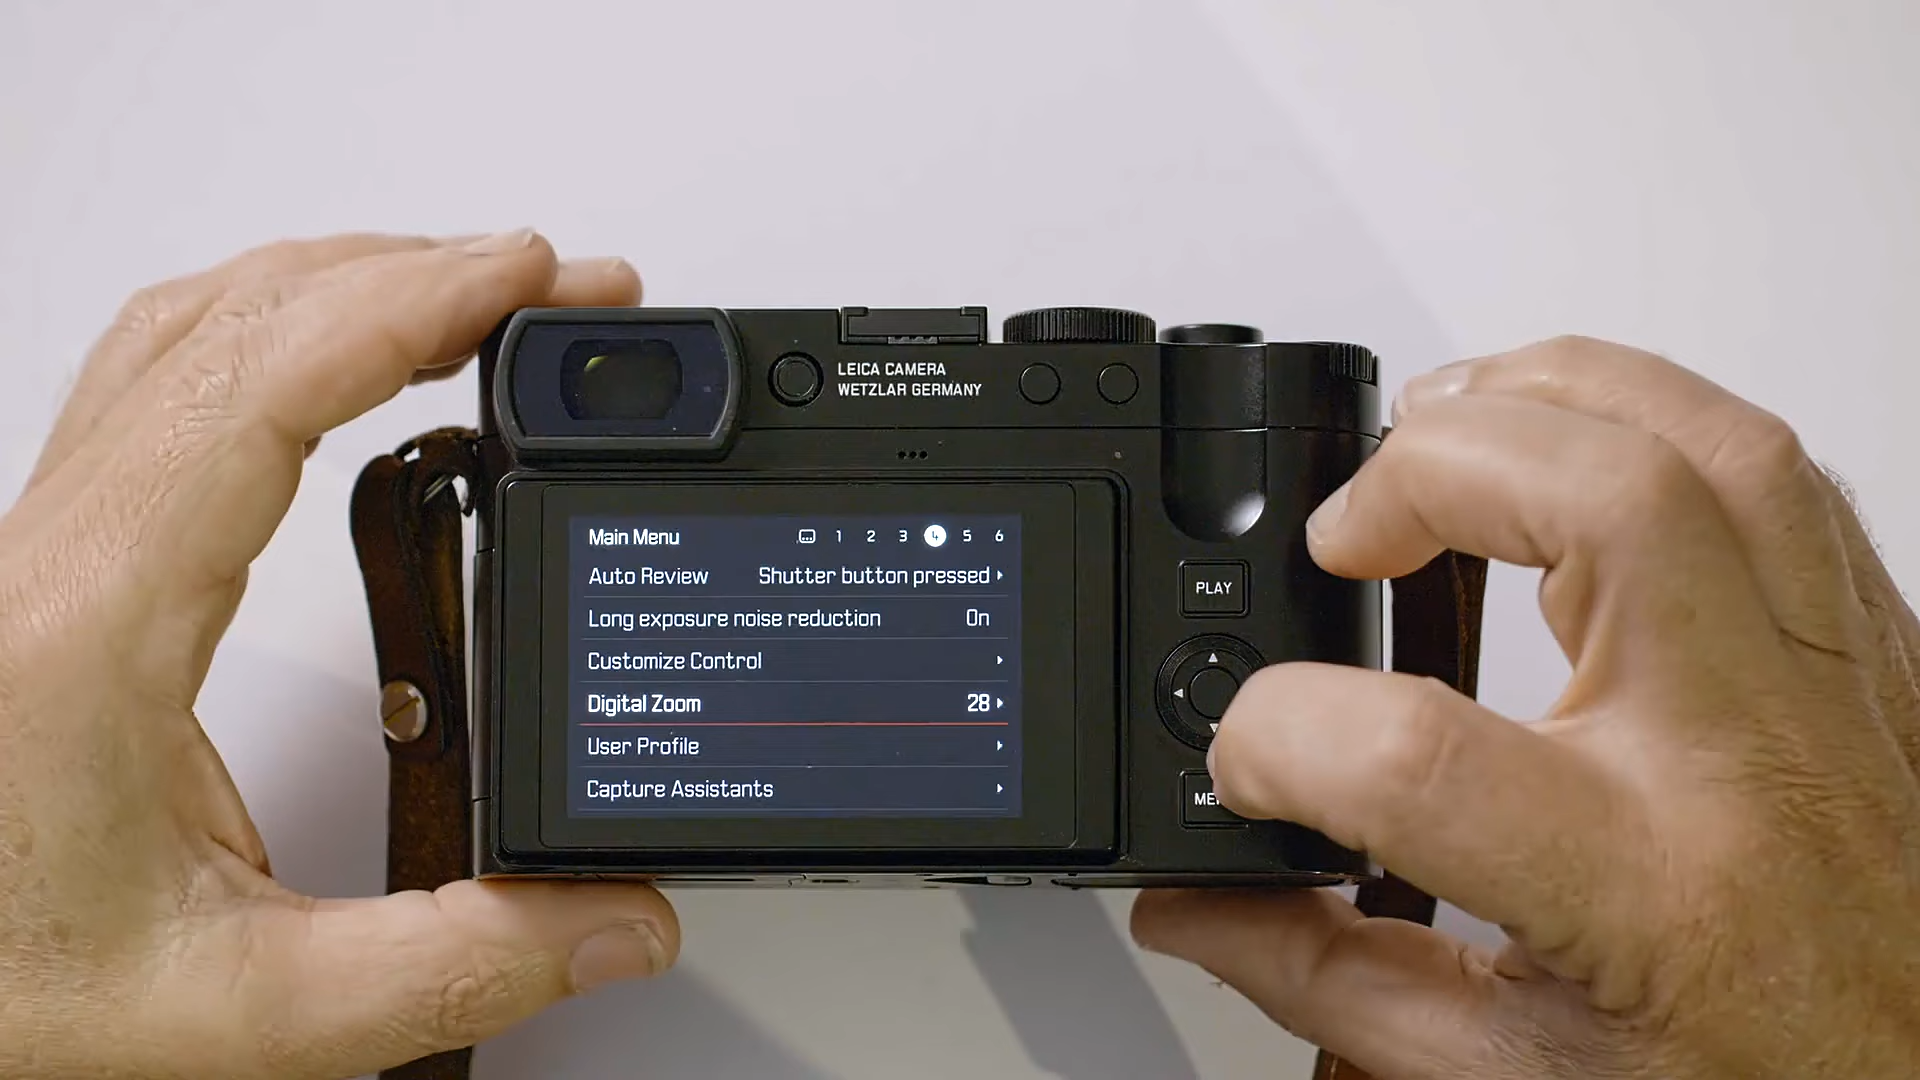 LEICA CAMERA
WETZLAR GERMANY
Main Menu 1 2 3 4 5 6
Auto Review Shutter button pressed
Long exposure noise reduction On
Customize Control
Digital Zoom 28
User Profile
Capture Assistants
PLAY